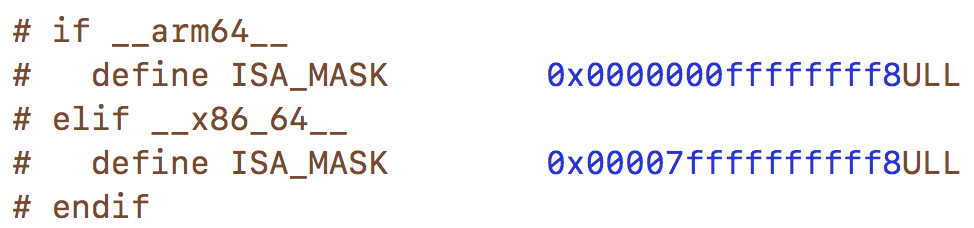 # if __arm64__
#   define ISA_MASK        0x0000000ffffffff8ULL
# elif __x86_64__
#   define ISA_MASK        0x00007ffffffffff8ULL
# endif